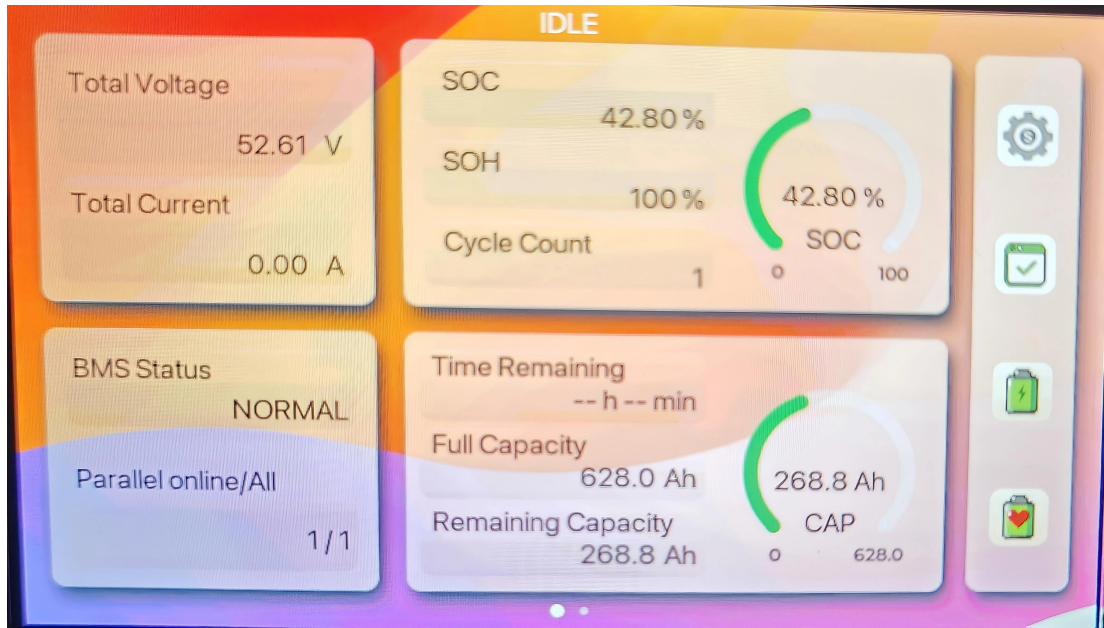 IDLE
Total Voltage
52.61 V
Total Current
0.00 A
SOC
42.80 %
SOH
100 %
Cycle Count
1
42.80 %
SOC
0 100
BMS Status
NORMAL
Parallel online/All
1/1
Time Remaining
-- h -- min
Full Capacity
628.0 Ah
Remaining Capacity
268.8 Ah
268.8 Ah
CAP
0 628.0